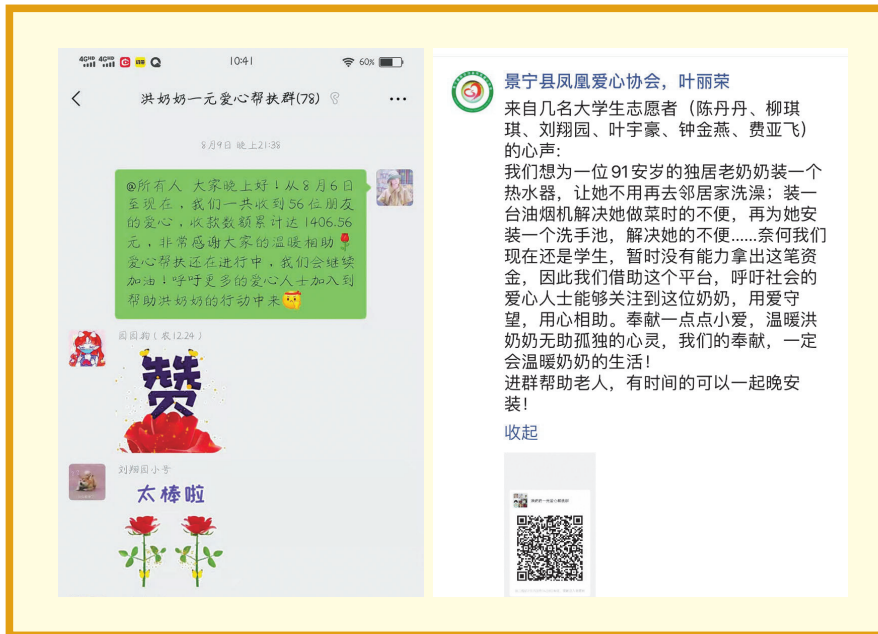 10:41
60%
洪奶奶一元爱心帮扶群(78)
8月9日 晚上21:38
@所有人 大家晚上好！从8月6日
至现在，我们一共收到56位朋友
的爱心，收款数额累计达1406.56
元，非常感谢大家的温暖相助
爱心帮扶还在进行中，我们会继续
加油！呼吁更多的爱心人士加入到
帮助洪奶奶的行动中来
园园狗（农12.24）
赞
刘翔园小号
太棒啦
景宁县凤凰爱心协会，叶丽荣
来自几名大学生志愿者（陈丹丹、柳琪
琪、刘翔园、叶宇豪、钟金燕、费亚飞）
的心声：
我们想为一位91安岁的独居老奶奶装一个
热水器，让她不用再去邻居家洗澡；装一
台油烟机解决她做菜时的不便，再为她安
装一个洗手池，解决她的不便……奈何我们
现在还是学生，暂时没有能力拿出这笔资
金，因此我们借助这个平台，呼吁社会的
爱心人士能够关注到这位奶奶，用爱守
望，用心相助。奉献一点点小爱，温暖洪
奶奶无助孤独的心灵，我们的奉献，一定
会温暖奶奶的生活！
进群帮助老人，有时间的可以一起晚安
装！
收起